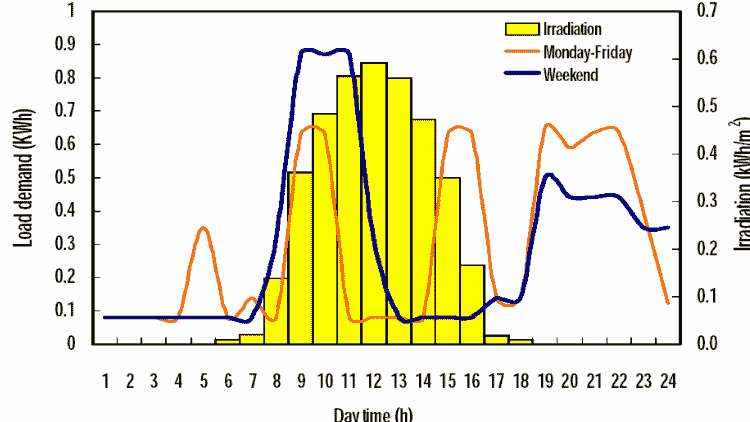 Load demand (KWh)
1
0.9
0.8
0.7
0.6
0.5
0.4
0.3
0.2
0.1
0
Irradiation
Monday-Friday
Weekend
0.7
0.6
0.5
0.4
0.3
0.2
0.1
0.0
Irradiation (kWh/m²)
1 2 3 4 5 6 7 8 9 10 11 12 13 14 15 16 17 18 19 20 21 22 23 24
Day time (h)